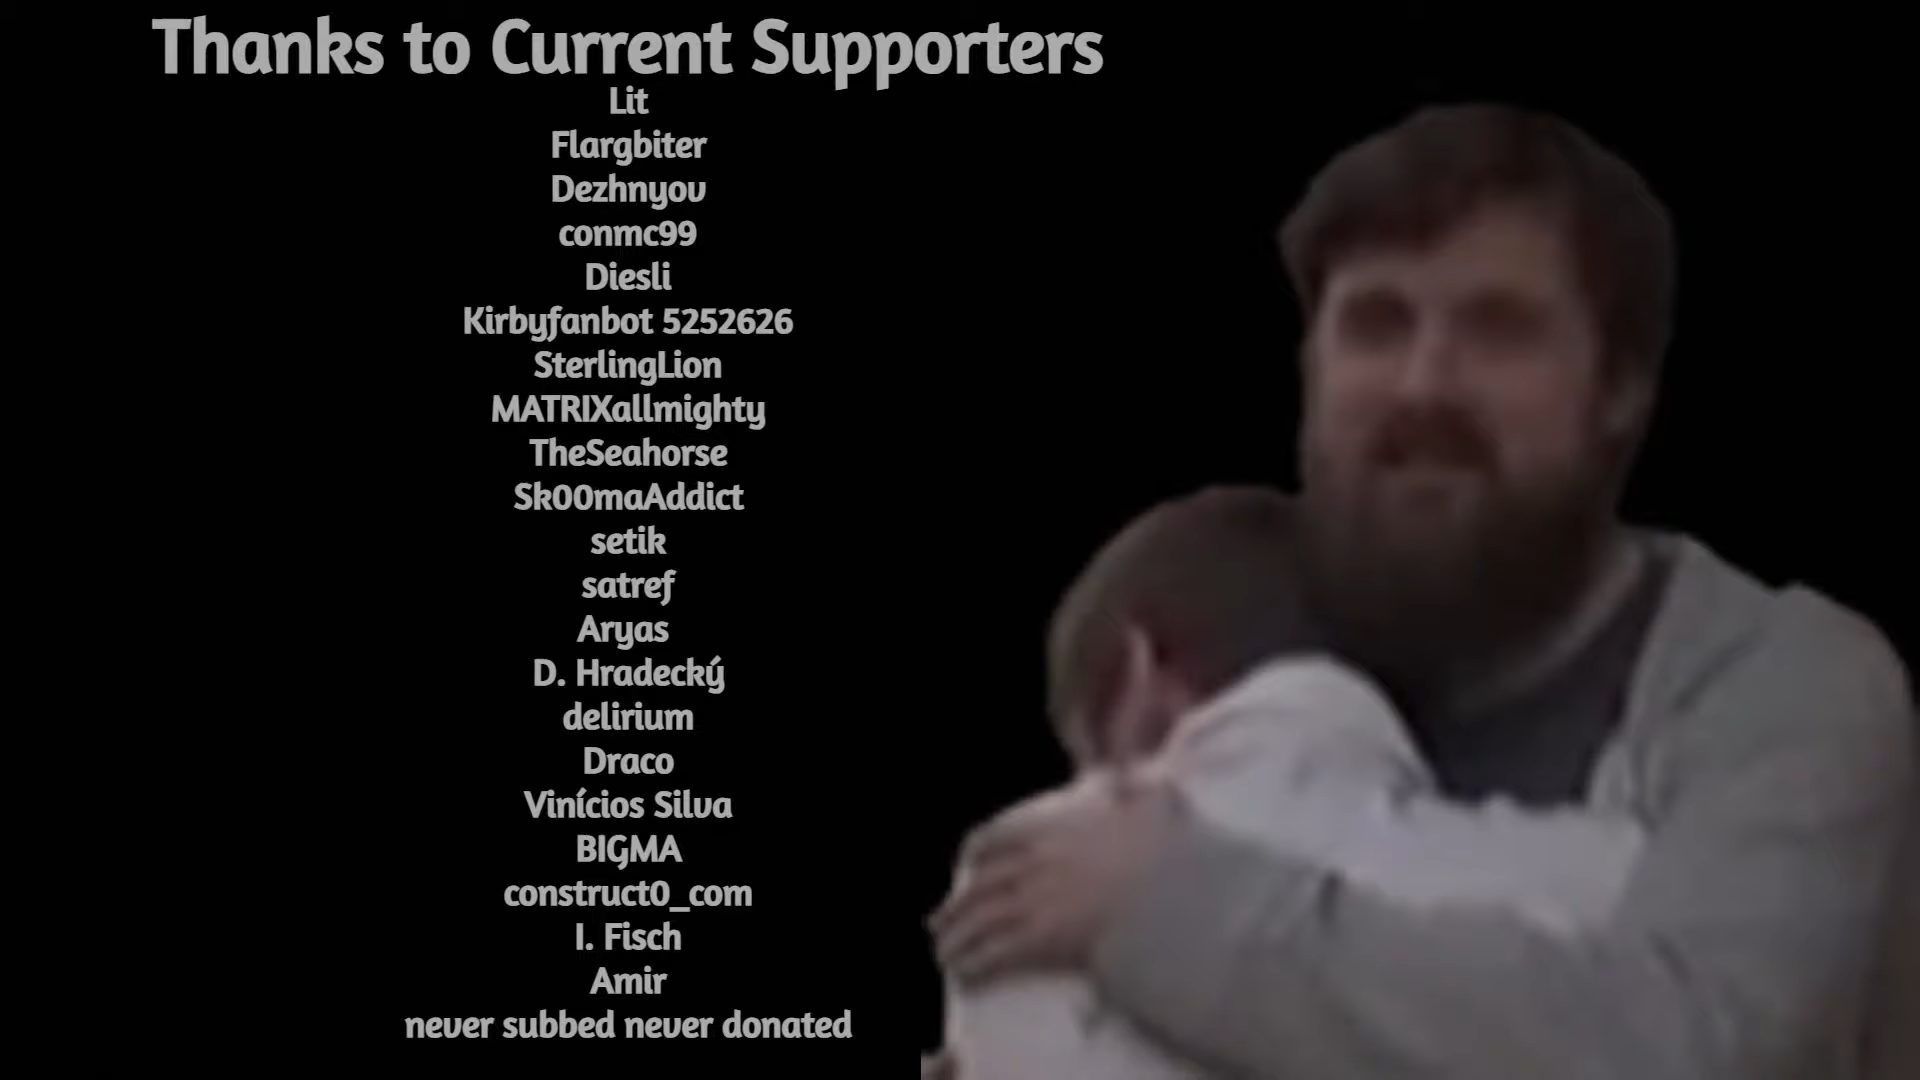 Thanks to Current Supporters
Lit
Flargbiter
Dezhnyov
conmc99
Diesli
Kirbyfanbot 5252626
SterlingLion
MATRIXallmighty
TheSeahorse
Sk00maAddict
setik
satref
Aryas
D. Hradecký
delirium
Draco
Vinícios Silva
BIGMA
construct0_com
I. Fisch
Amir
never subbed never donated